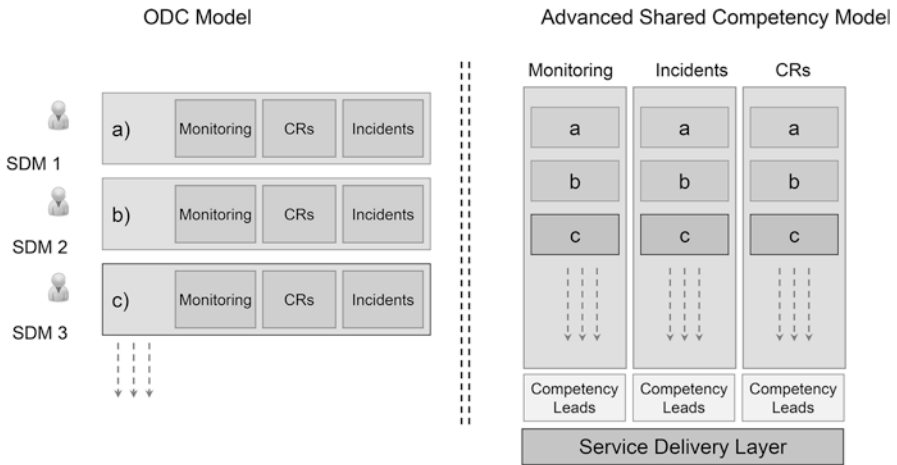 ODC Model
SDM 1
a)
Monitoring
CRs
Incidents
SDM 2
b)
Monitoring
CRs
Incidents
SDM 3
c)
Monitoring
CRs
Incidents
Advanced Shared Competency Model
Monitoring
Incidents
CRs
a
a
a
b
b
b
c
c
c
Competency
Leads
Competency
Leads
Competency
Leads
Service Delivery Layer